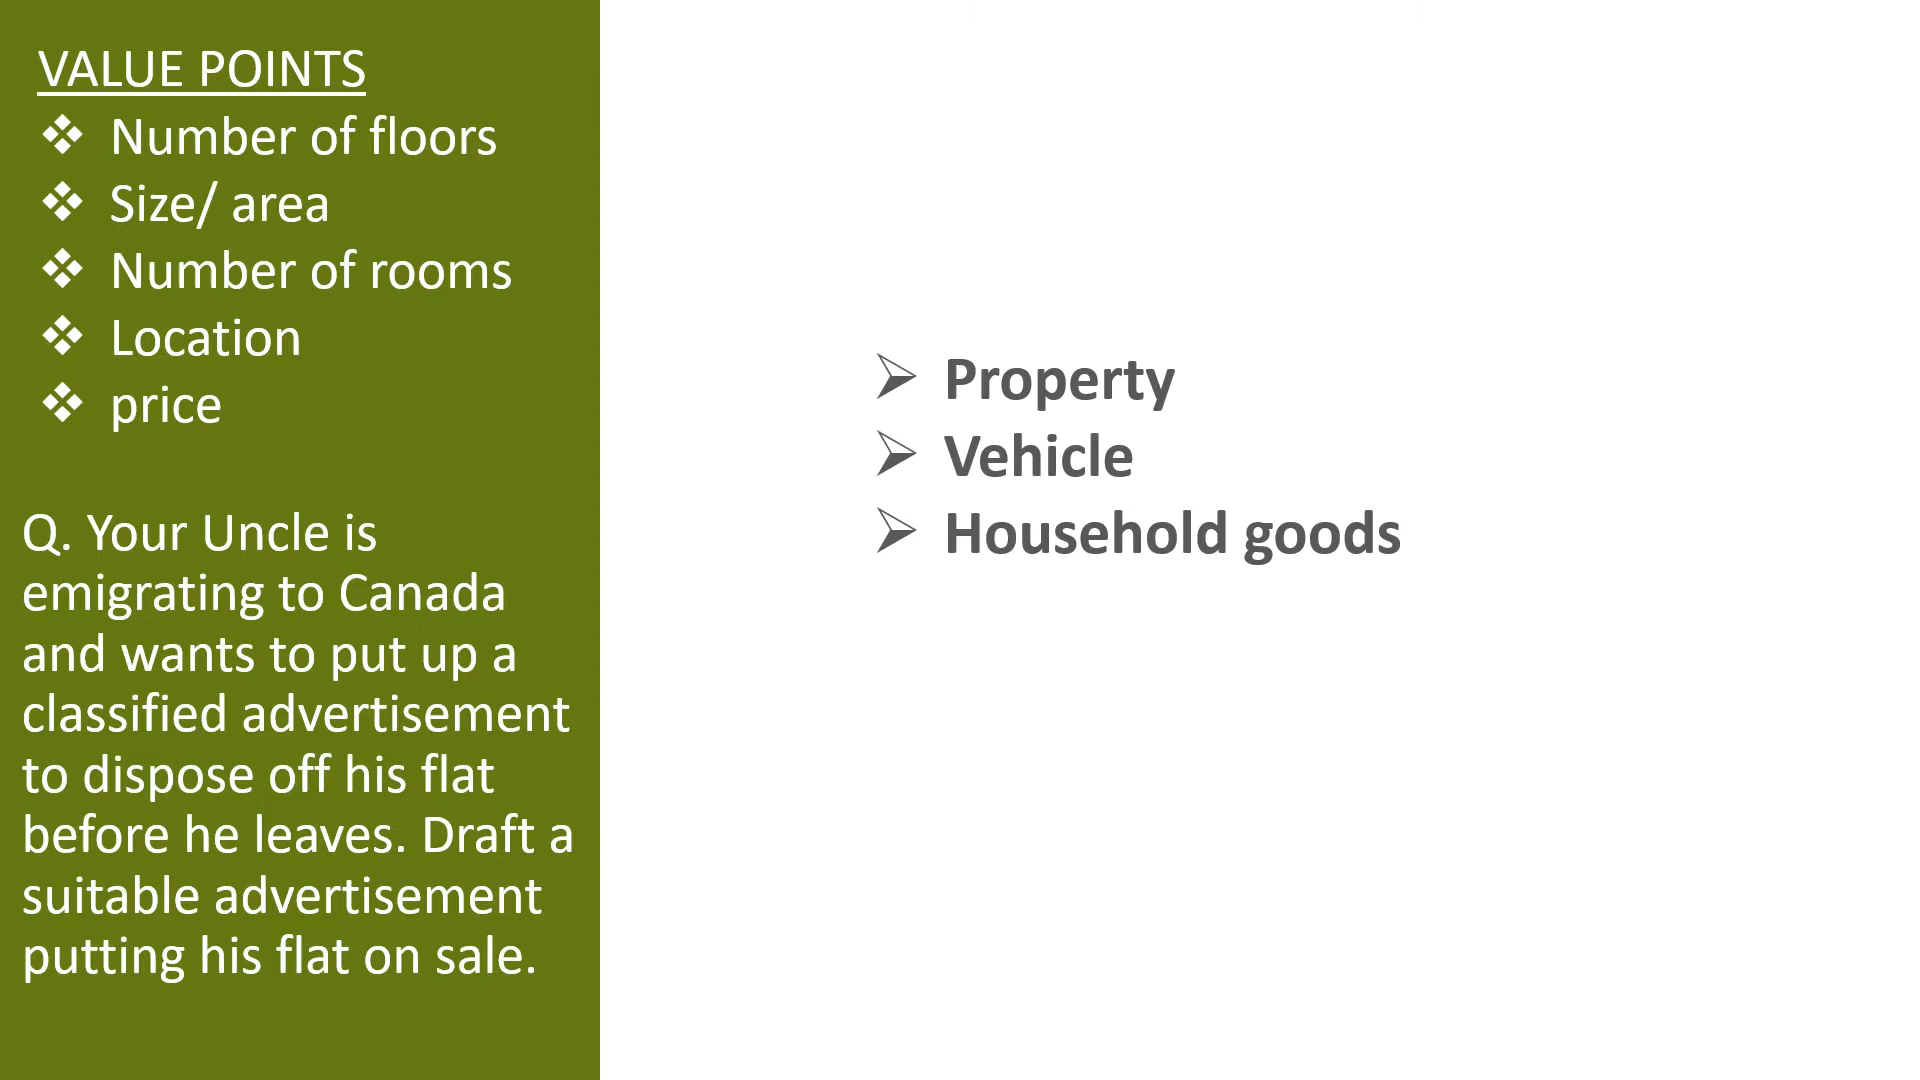 VALUE POINTS
❖ Number of floors
❖ Size/ area
❖ Number of rooms
❖ Location
❖ price
Q. Your Uncle is
emigrating to Canada
and wants to put up a
classified advertisement
to dispose off his flat
before he leaves. Draft a
suitable advertisement
putting his flat on sale.
➢ Property
➢ Vehicle
➢ Household goods